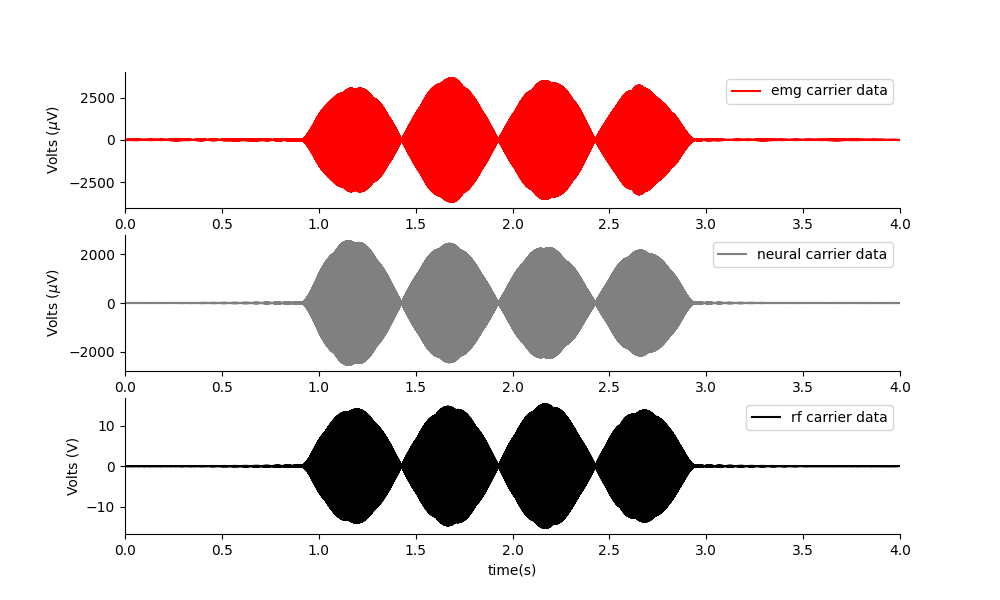 emg carrier data
Volts (μV)
2500
0
−2500
0.0 0.5 1.0 1.5 2.0 2.5 3.0 3.5 4.0
neural carrier data
Volts (μV)
2000
0
−2000
0.0 0.5 1.0 1.5 2.0 2.5 3.0 3.5 4.0
rf carrier data
Volts (V)
10
0
−10
0.0 0.5 1.0 1.5 2.0 2.5 3.0 3.5 4.0
time(s)